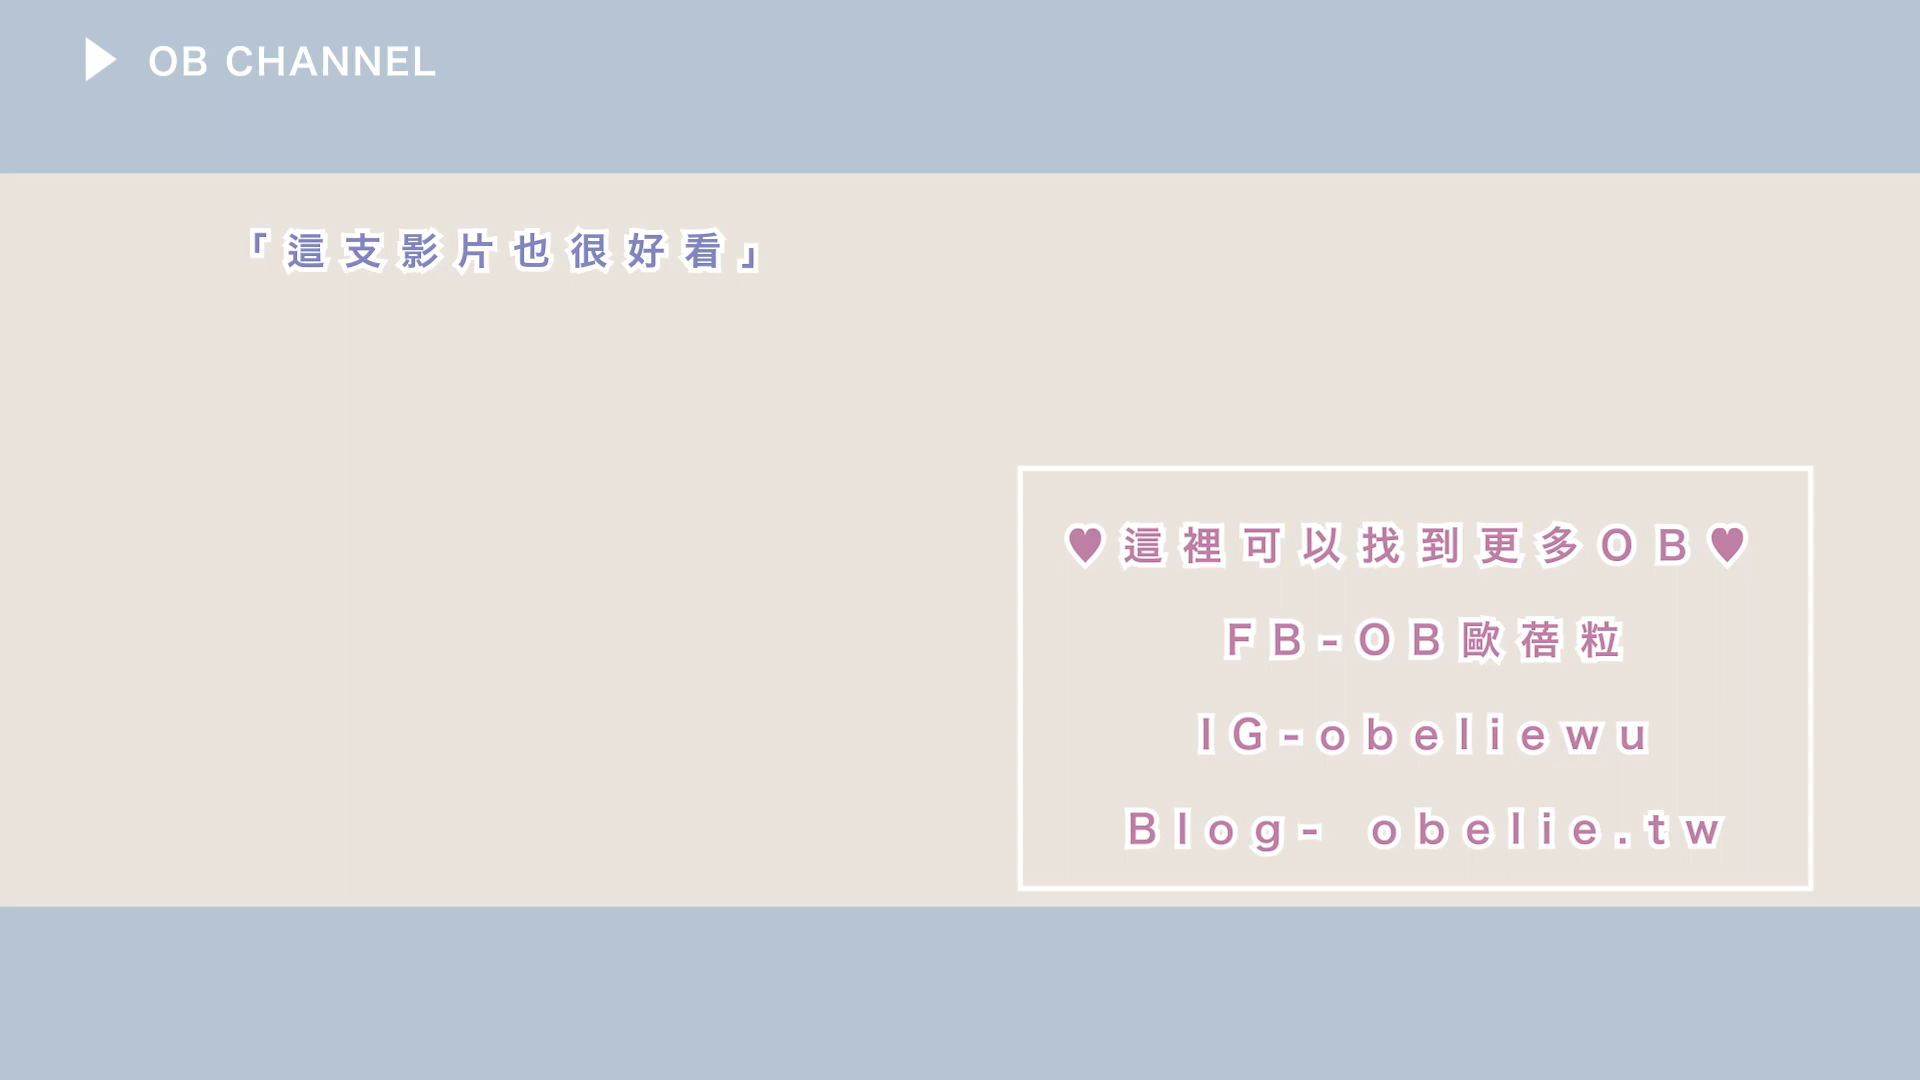 OB CHANNEL
「這支影片也很好看」
♥這裡可以找到更多OB♥
FB-OB歐蓓粒
IG-obeliewu
Blog- obelie.tw